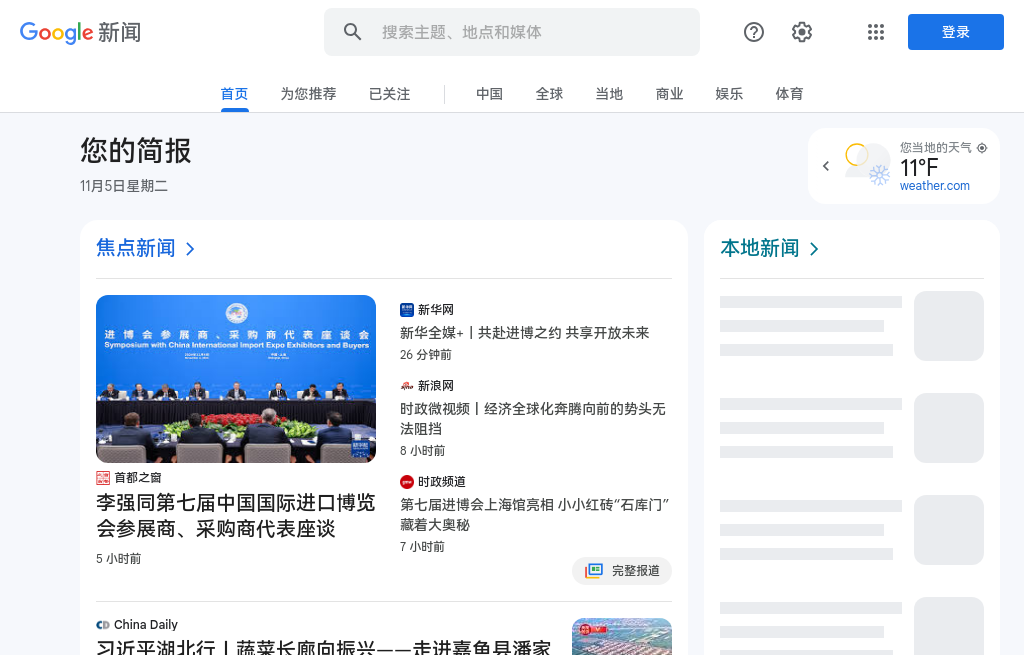 Google 新闻
搜索主题、地点和媒体
登录
首页
为您推荐
已关注
中国
全球
当地
商业
娱乐
体育
您的简报
11月5日星期二
您当地的天气
11°F
weather.com
焦点新闻
进博会参展商、采购商代表座谈会
Symposium with China International Import Expo Exhibitors and Buyers
首都之窗
李强同第七届中国国际进口博览
会参展商、采购商代表座谈
5 小时前
新华网
新华全媒+丨共赴进博之约 共享开放未来
26 分钟前
新浪网
时政微视频丨经济全球化奔腾向前的势头无
法阻挡
8 小时前
时政频道
第七届进博会上海馆亮相 小小红砖“石库门”
藏着大奥秘
7 小时前
完整报道
China Daily
习近平湖北行丨蔬菜长廊向振兴——走进嘉鱼县潘家
本地新闻